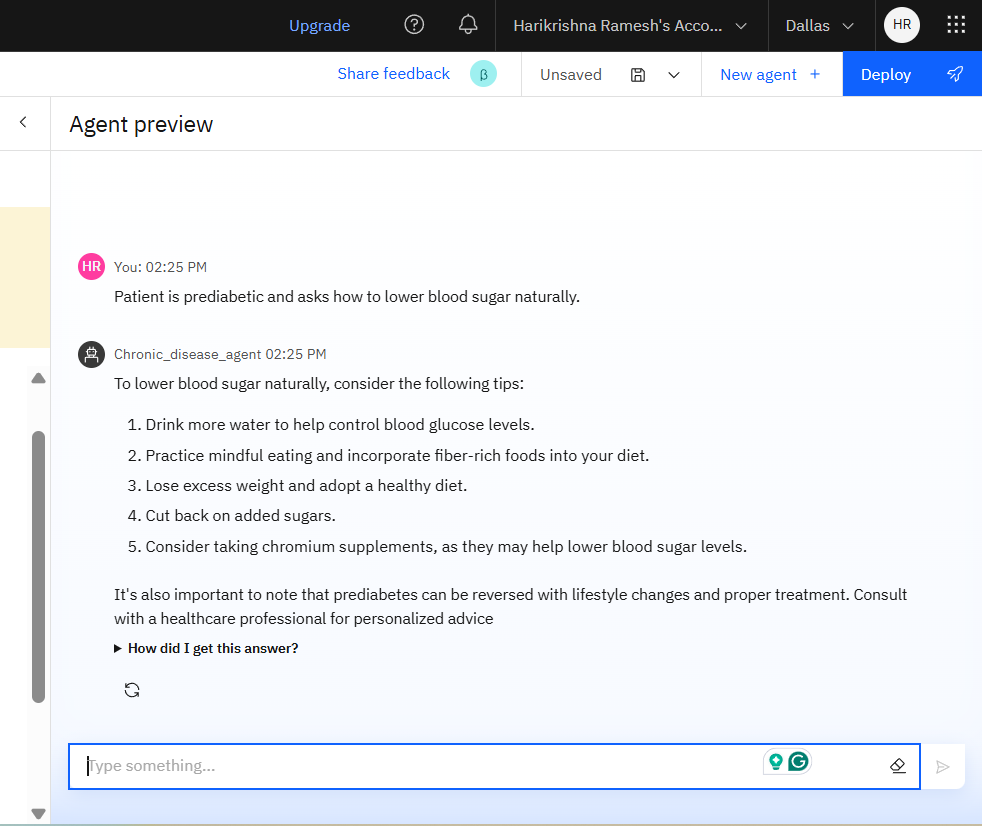 Upgrade
Harikrishna Ramesh's Acco...
Dallas
HR
Share feedback
β
Unsaved
New agent +
Deploy
Agent preview
HR
You: 02:25 PM
Patient is prediabetic and asks how to lower blood sugar naturally.
Chronic_disease_agent 02:25 PM
To lower blood sugar naturally, consider the following tips:
1. Drink more water to help control blood glucose levels.
2. Practice mindful eating and incorporate fiber-rich foods into your diet.
3. Lose excess weight and adopt a healthy diet.
4. Cut back on added sugars.
5. Consider taking chromium supplements, as they may help lower blood sugar levels.
It's also important to note that prediabetes can be reversed with lifestyle changes and proper treatment. Consult
with a healthcare professional for personalized advice
How did I get this answer?
Type something...